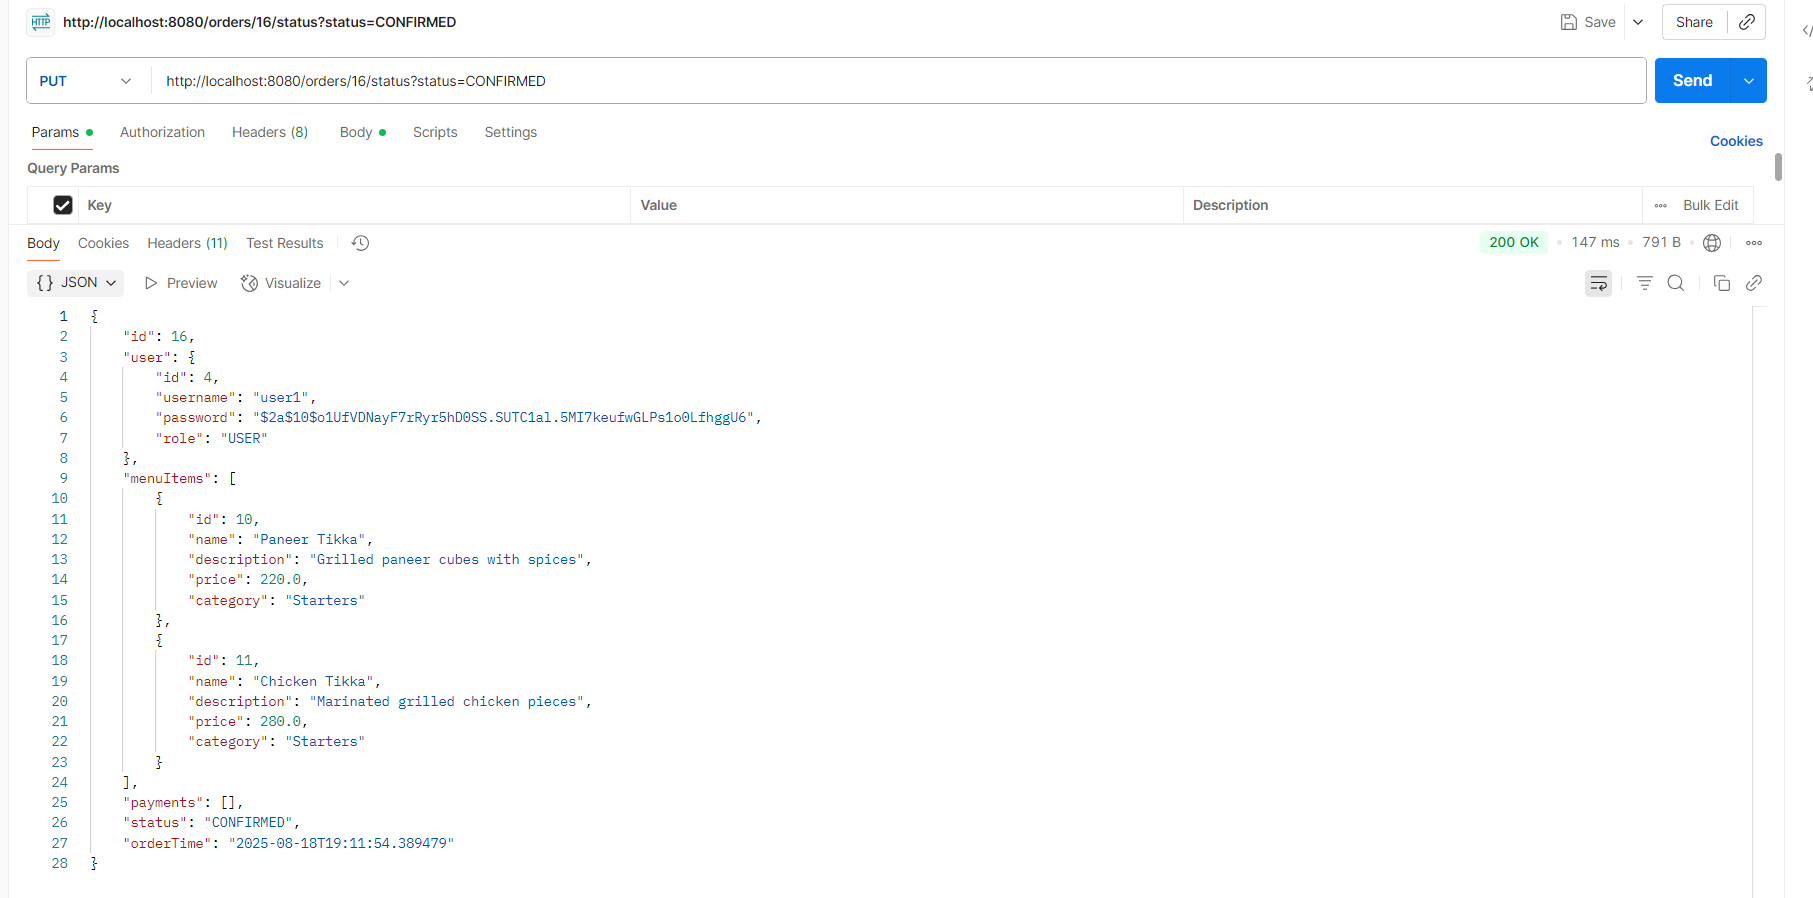 HTTP http://localhost:8080/orders/16/status?status=CONFIRMED Save Share
PUT http://localhost:8080/orders/16/status?status=CONFIRMED Send
Params Authorization Headers (8) Body Scripts Settings Cookies
Query Params
Key Value Description Bulk Edit
Body Cookies Headers (11) Test Results 200 OK 147 ms 791 B
{} JSON Preview Visualize
1 {
2 "id": 16,
3 "user": {
4 "id": 4,
5 "username": "user1",
6 "password": "$2a$10$o1UfVDNayF7rRyr5hD0SS.SUTC1al.5MI7keufwGLPs1o0LfhggU6",
7 "role": "USER"
8 },
9 "menuItems": [
10 {
11 "id": 10,
12 "name": "Paneer Tikka",
13 "description": "Grilled paneer cubes with spices",
14 "price": 220.0,
15 "category": "Starters"
16 },
17 {
18 "id": 11,
19 "name": "Chicken Tikka",
20 "description": "Marinated grilled chicken pieces",
21 "price": 280.0,
22 "category": "Starters"
23 }
24 ],
25 "payments": [],
26 "status": "CONFIRMED",
27 "orderTime": "2025-08-18T19:11:54.389479"
28 }